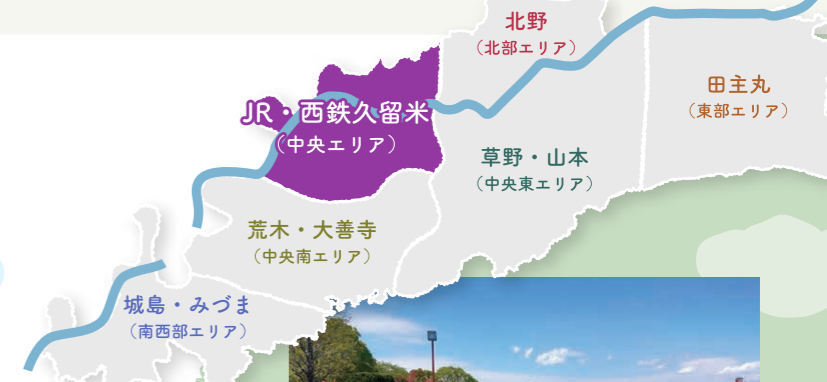 北野
（北部エリア）
田主丸
（東部エリア）
JR・西鉄久留米
（中央エリア）
草野・山本
（中央東エリア）
荒木・大善寺
（中央南エリア）
城島・みづま
（南西部エリア）